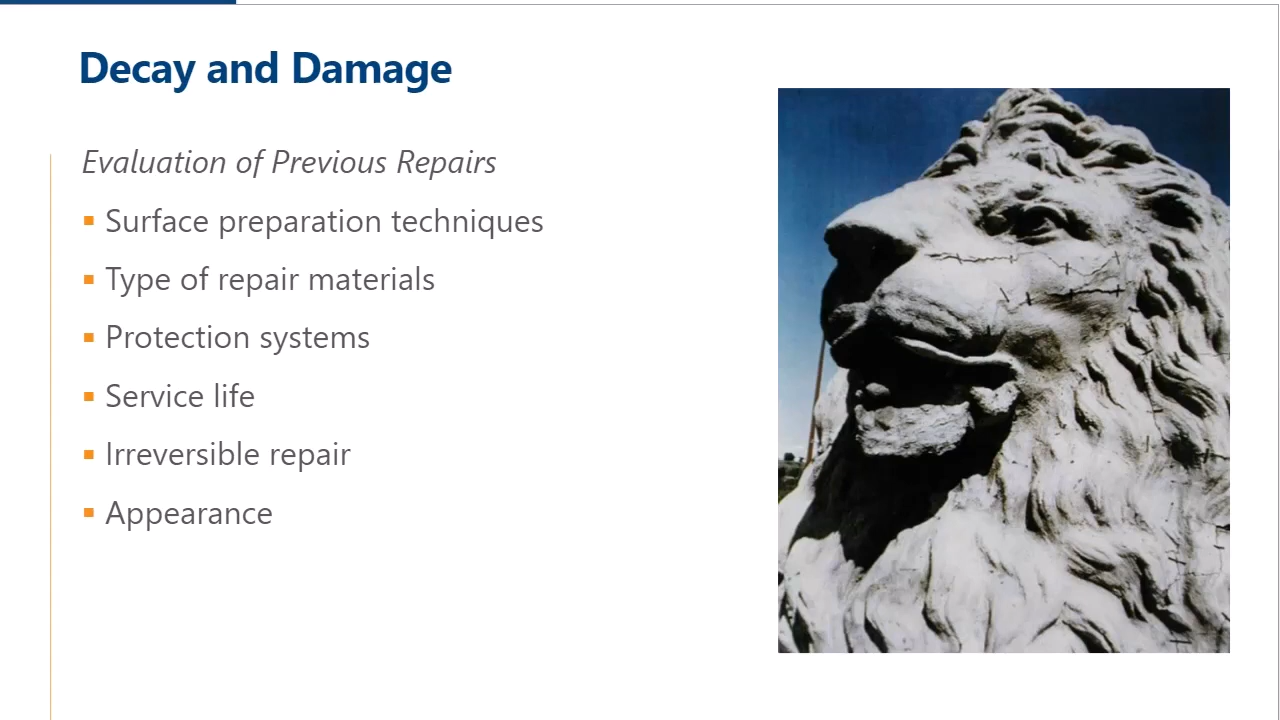 Decay and Damage
Evaluation of Previous Repairs
Surface preparation techniques
Type of repair materials
Protection systems
Service life
Irreversible repair
Appearance